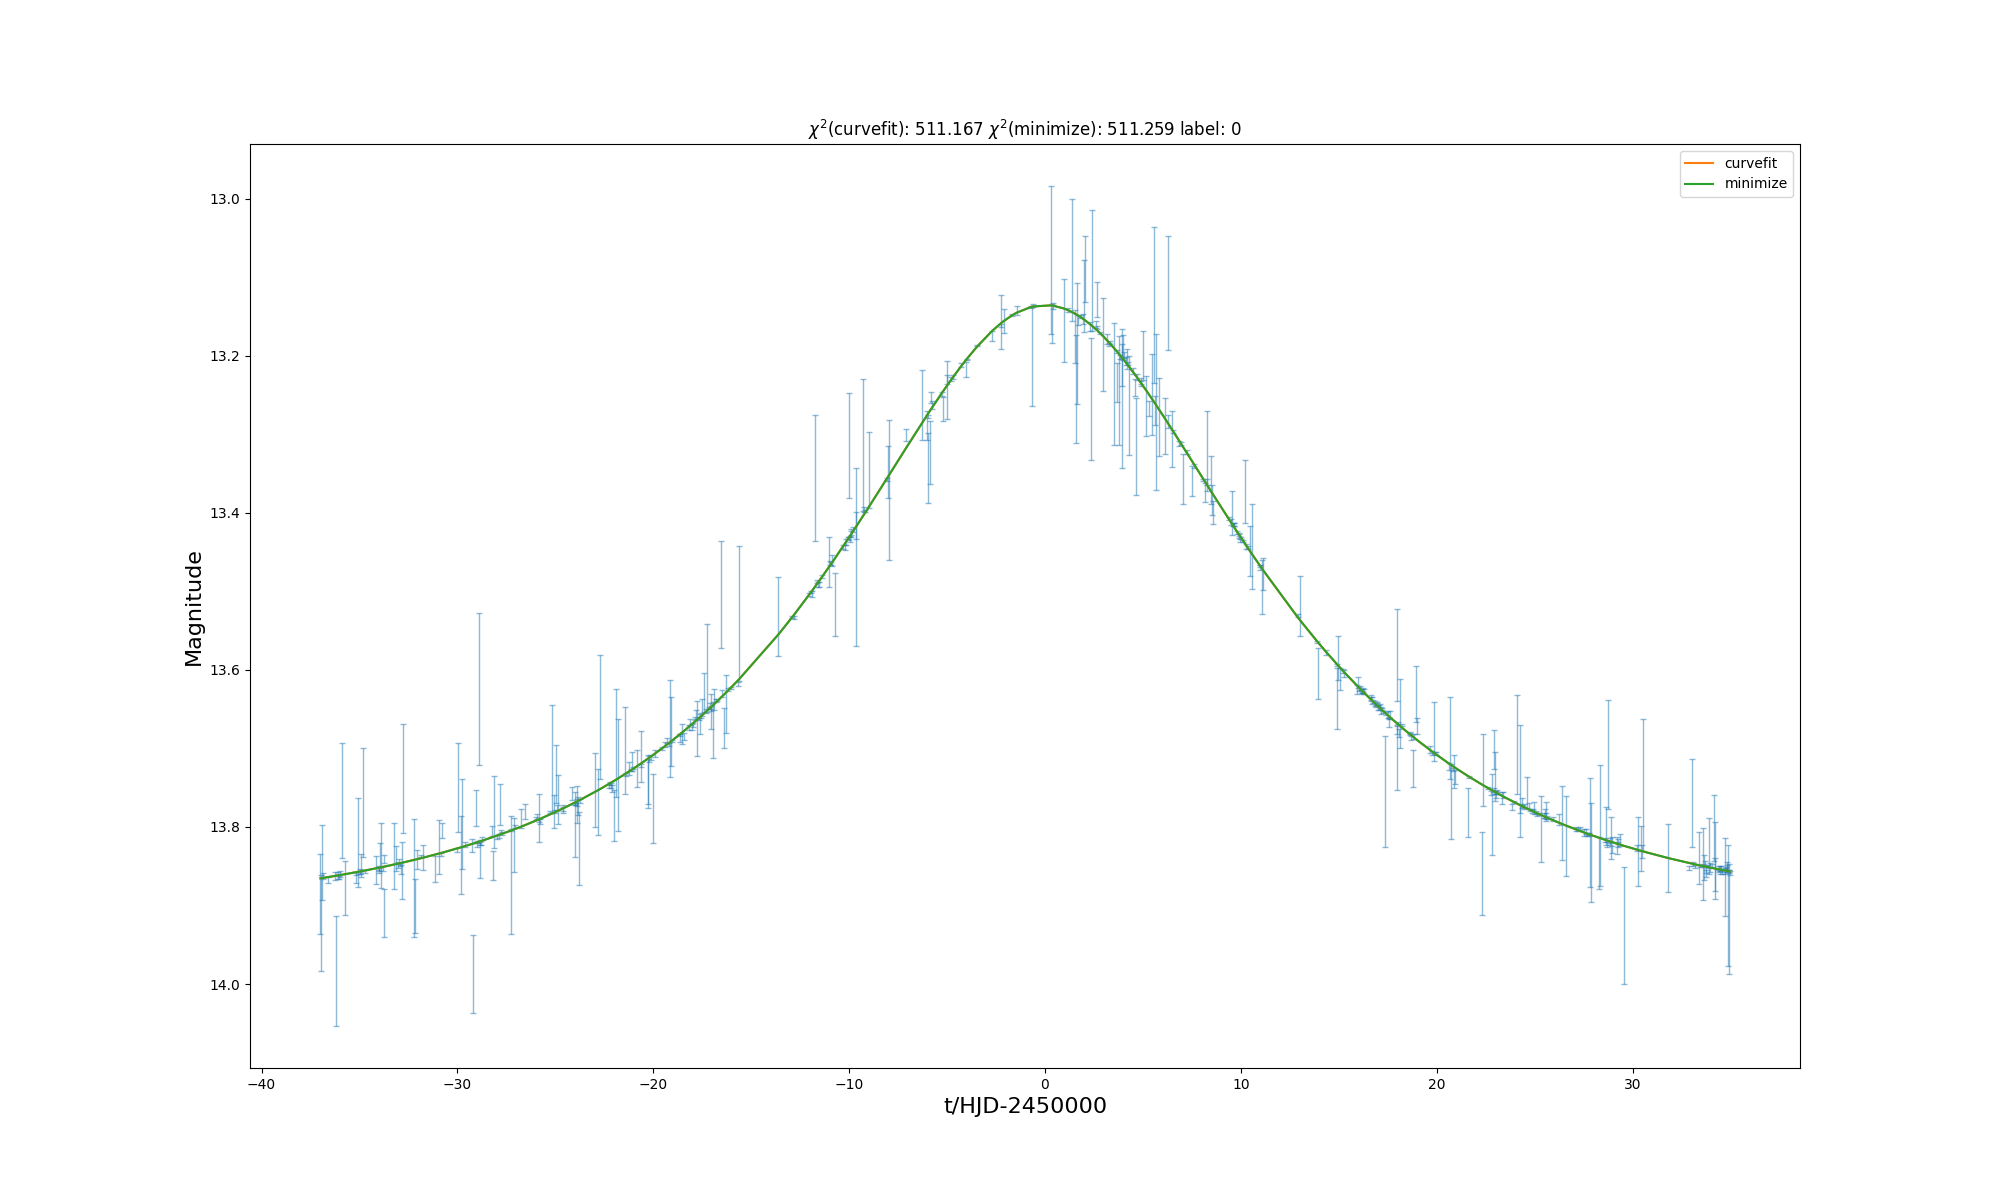 χ²(curvefit): 511.167 χ²(minimize): 511.259 label: 0
curvefit
minimize
13.0
13.2
13.4
13.6
13.8
14.0
Magnitude
−40 −30 −20 −10 0 10 20 30
t/HJD-2450000